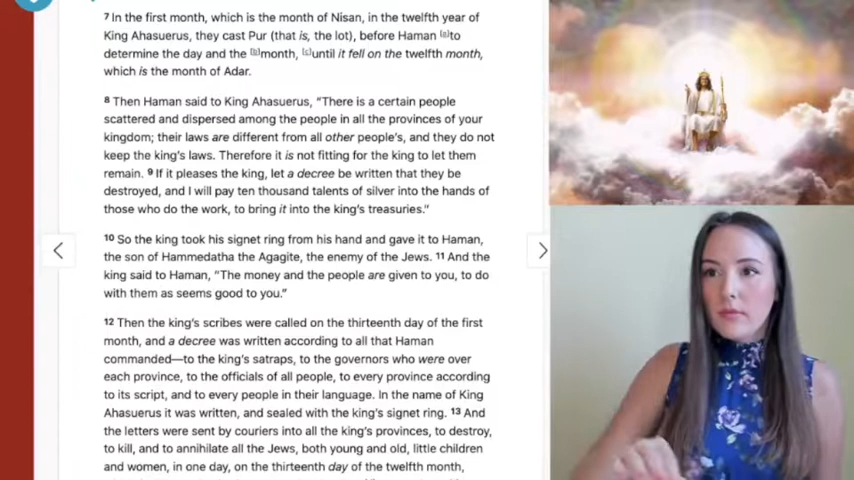 7 In the first month, which is the month of Nisan, in the twelfth year of
King Ahasuerus, they cast Pur (that is, the lot), before Haman [a]to
determine the day and the [b]month, [c]until it fell on the twelfth month,
which is the month of Adar.
8 Then Haman said to King Ahasuerus, “There is a certain people
scattered and dispersed among the people in all the provinces of your
kingdom; their laws are different from all other people’s, and they do not
keep the king’s laws. Therefore it is not fitting for the king to let them
remain. 9 If it pleases the king, let a decree be written that they be
destroyed, and I will pay ten thousand talents of silver into the hands of
those who do the work, to bring it into the king’s treasuries.”
10 So the king took his signet ring from his hand and gave it to Haman,
the son of Hammedatha the Agagite, the enemy of the Jews. 11 And the
king said to Haman, “The money and the people are given to you, to do
with them as seems good to you.”
12 Then the king’s scribes were called on the thirteenth day of the first
month, and a decree was written according to all that Haman
commanded—to the king’s satraps, to the governors who were over
each province, to the officials of all people, to every province according
to its script, and to every people in their language. In the name of King
Ahasuerus it was written, and sealed with the king’s signet ring. 13 And
the letters were sent by couriers into all the king’s provinces, to destroy,
to kill, and to annihilate all the Jews, both young and old, little children
and women, in one day, on the thirteenth day of the twelfth month,